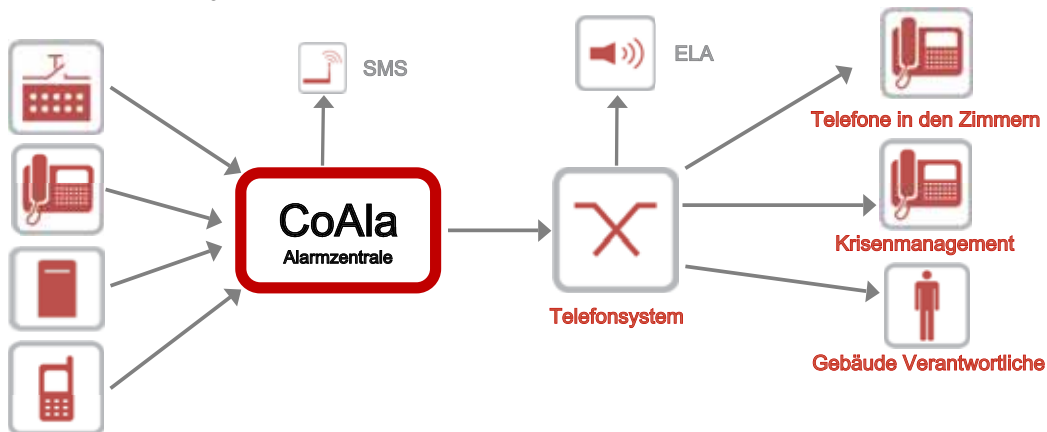 SMS
ELA
Telefone in den Zimmern
CoAla
Alarmzentrale
Krisenmanagement
Telefonsystem
Gebäude Verantwortliche